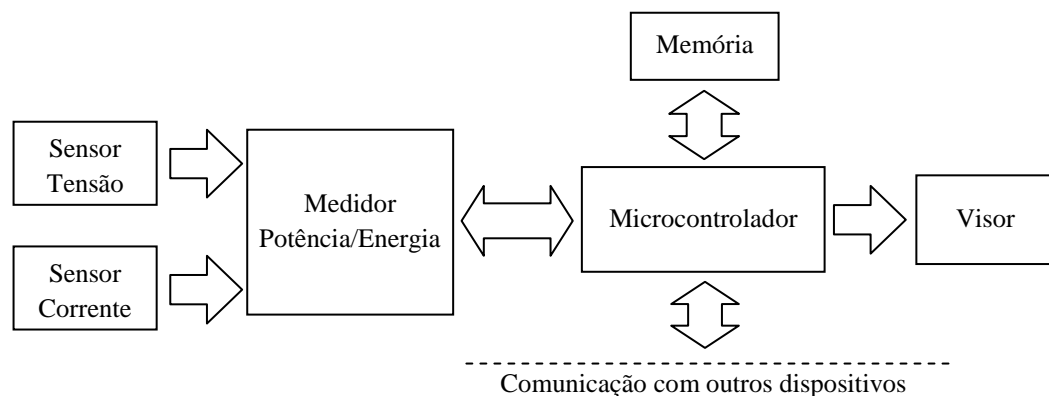 Memória
Sensor
Tensão
Medidor
Potência/Energia
Microcontrolador
Visor
Sensor
Corrente
Comunicação com outros dispositivos